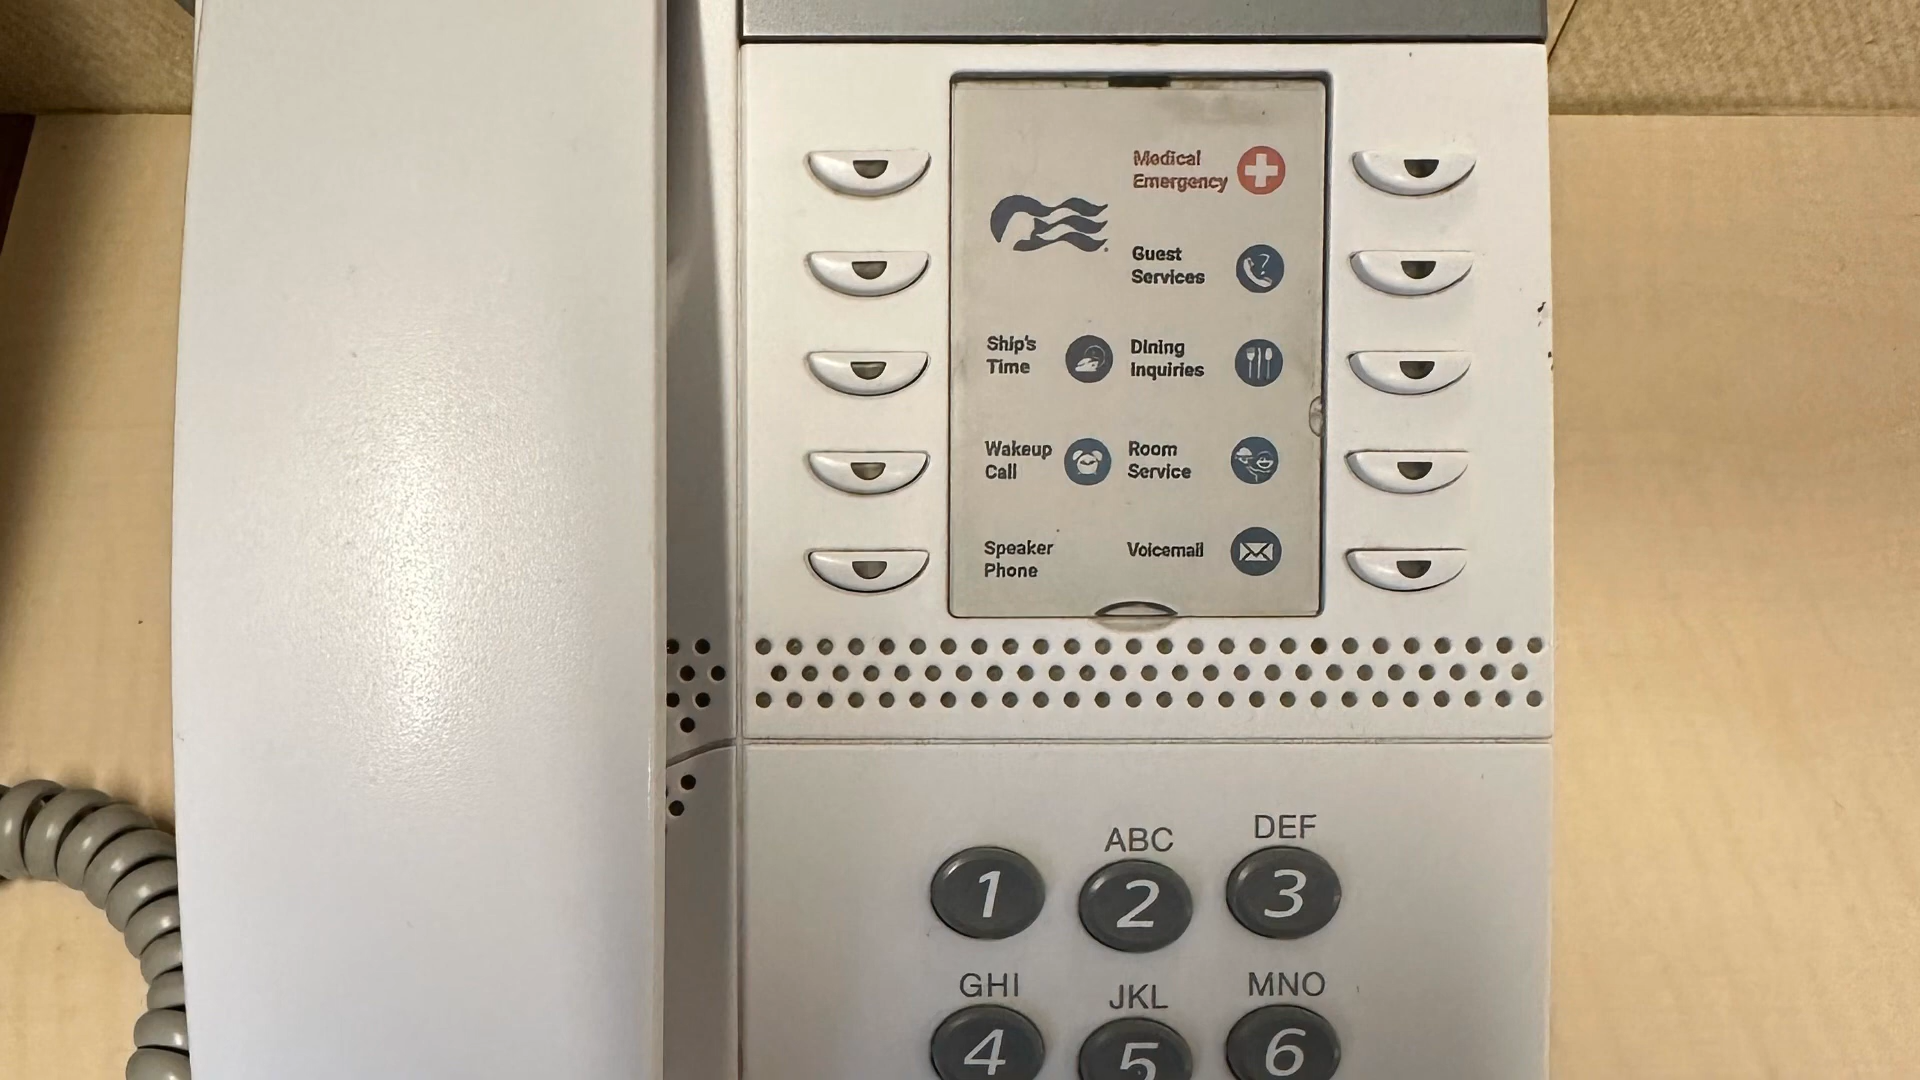 Medical
Emergency
Guest
Services
Ship's
Time
Dining
Inquiries
Wakeup
Call
Room
Service
Speaker
Phone
Voicemail
ABC
DEF
1
2
3
GHI
JKL
MNO
4
5
6